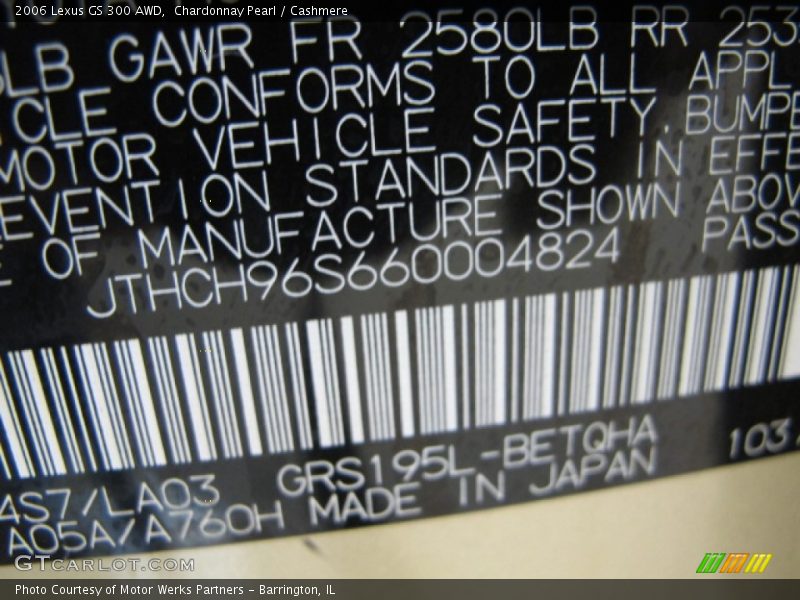 2006 Lexus GS 300 AWD, Chardonnay Pearl / Cashmere
LB GAWR FR 2580LB RR 253
CLE CONFORMS TO ALL APPL
MOTOR VEHICLE SAFETY, BUMPE
EVENTION STANDARDS IN EFFE
E OF MANUFACTURE SHOWN ABOV
JTHCH96S660004824 PASS
4S7/LA03 GRS195L-BETQHA 103
A05A/A760H MADE IN JAPAN
GTCARLOT.COM
Photo Courtesy of Motor Werks Partners - Barrington, IL